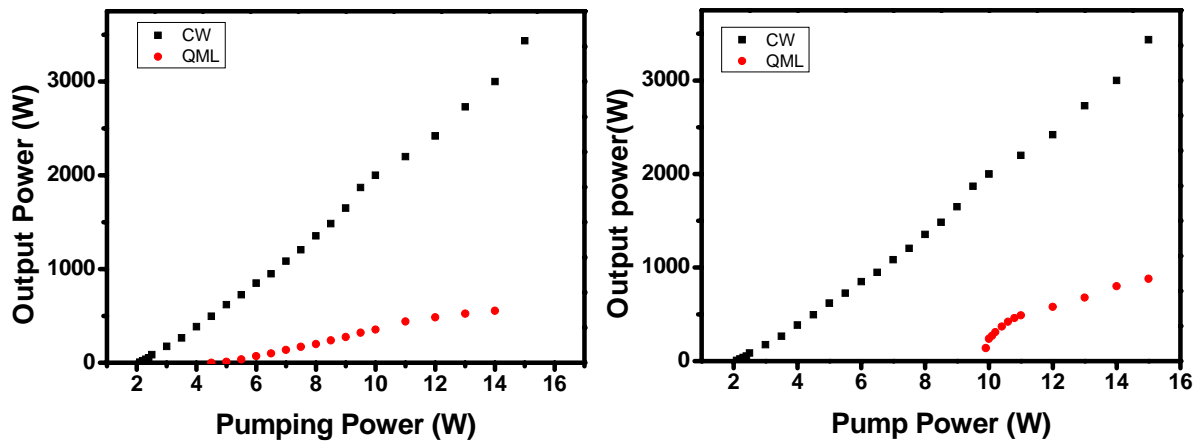 CW
QML
Output Power (W)
3000
2000
1000
0
2 4 6 8 10 12 14 16
Pumping Power (W)
CW
QML
Output power(W)
3000
2000
1000
0
2 4 6 8 10 12 14 16
Pump Power (W)